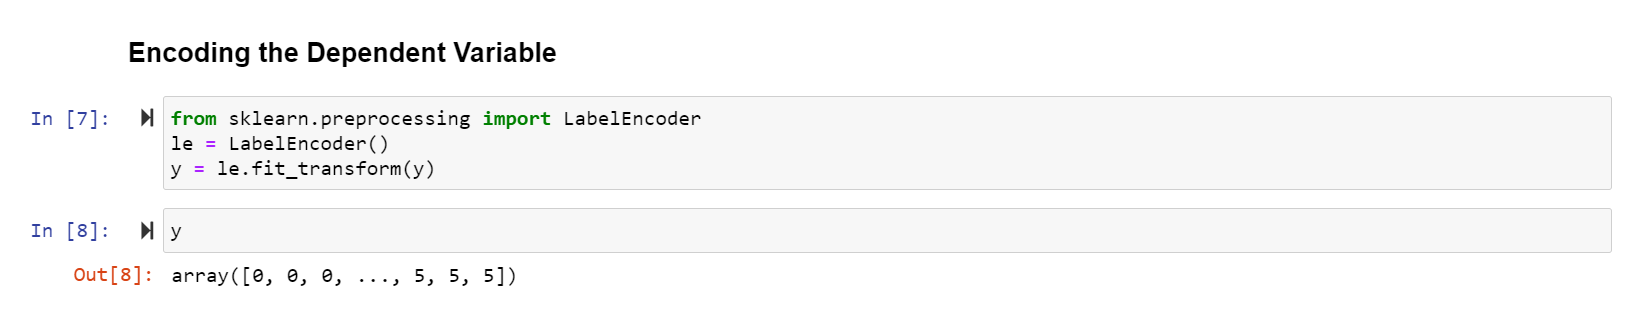 Encoding the Dependent Variable
In [7]: from sklearn.preprocessing import LabelEncoder
le = LabelEncoder()
y = le.fit_transform(y)
In [8]: y
Out[8]: array([0, 0, 0, ..., 5, 5, 5])